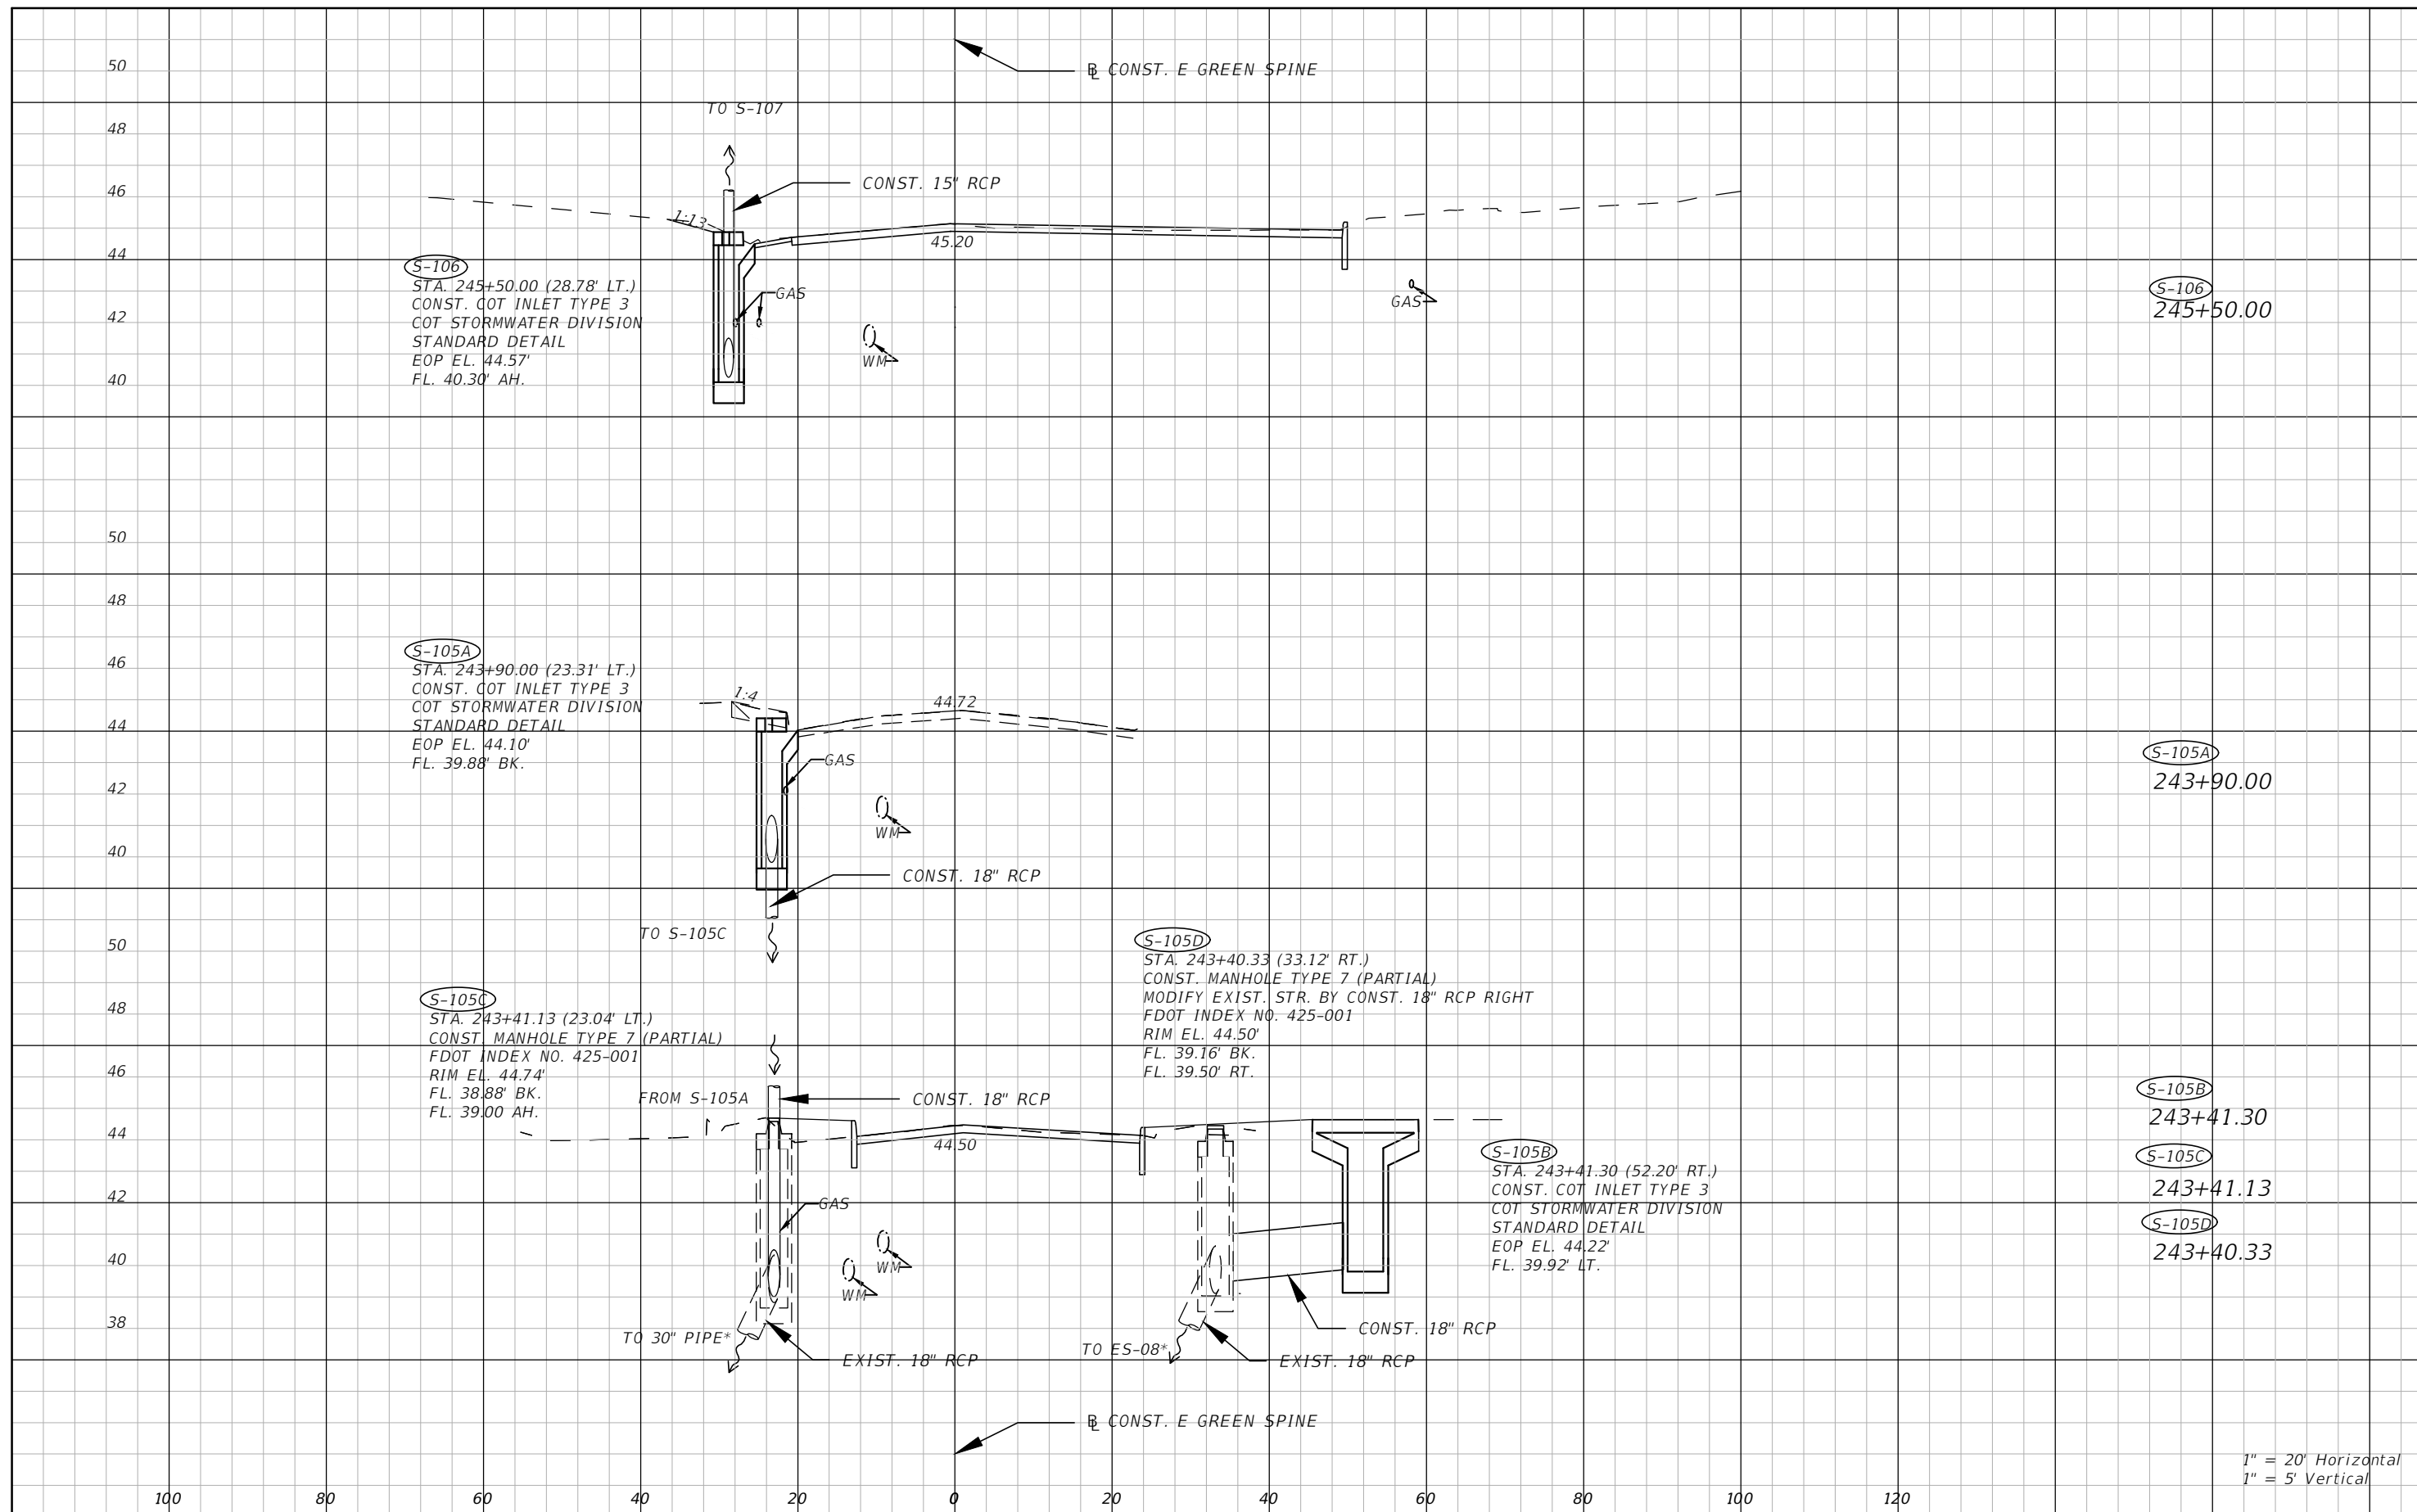 50
℄ CONST. E GREEN SPINE
TO S-107
48
46
CONST. 15" RCP
1:13
45.20
44
S-106
STA. 245+50.00 (28.78' LT.)
CONST. COT INLET TYPE 3
COT STORMWATER DIVISION
STANDARD DETAIL
EOP EL. 44.57'
FL. 40.30' AH.
GAS
GAS
WM
42
40
S-106
245+50.00
50
48
46
S-105A
STA. 243+90.00 (23.31' LT.)
CONST. COT INLET TYPE 3
COT STORMWATER DIVISION
STANDARD DETAIL
EOP EL. 44.10'
FL. 39.88' BK.
1:4
44.72
44
GAS
42
WM
40
CONST. 18" RCP
TO S-105C
S-105A
243+90.00
50
S-105D
STA. 243+40.33 (33.12' RT.)
CONST. MANHOLE TYPE 7 (PARTIAL)
MODIFY EXIST. STR. BY CONST. 18" RCP RIGHT
FDOT INDEX NO. 425-001
RIM EL. 44.50'
FL. 39.16' BK.
FL. 39.50' RT.
48
S-105C
STA. 243+41.13 (23.04' LT.)
CONST. MANHOLE TYPE 7 (PARTIAL)
FDOT INDEX NO. 425-001
RIM EL. 44.74'
FL. 38.88' BK.
FL. 39.00 AH.
46
FROM S-105A
CONST. 18" RCP
44
44.50
S-105B
STA. 243+41.30 (52.20' RT.)
CONST. COT INLET TYPE 3
COT STORMWATER DIVISION
STANDARD DETAIL
EOP EL. 44.22'
FL. 39.92' LT.
S-105B
243+41.30
S-105C
243+41.13
S-105D
243+40.33
42
GAS
40
WM
WM
38
TO 30" PIPE*
EXIST. 18" RCP
TO ES-08*
EXIST. 18" RCP
CONST. 18" RCP
℄ CONST. E GREEN SPINE
1" = 20' Horizontal
1" = 5' Vertical
100 80 60 40 20 0 20 40 60 80 100 120